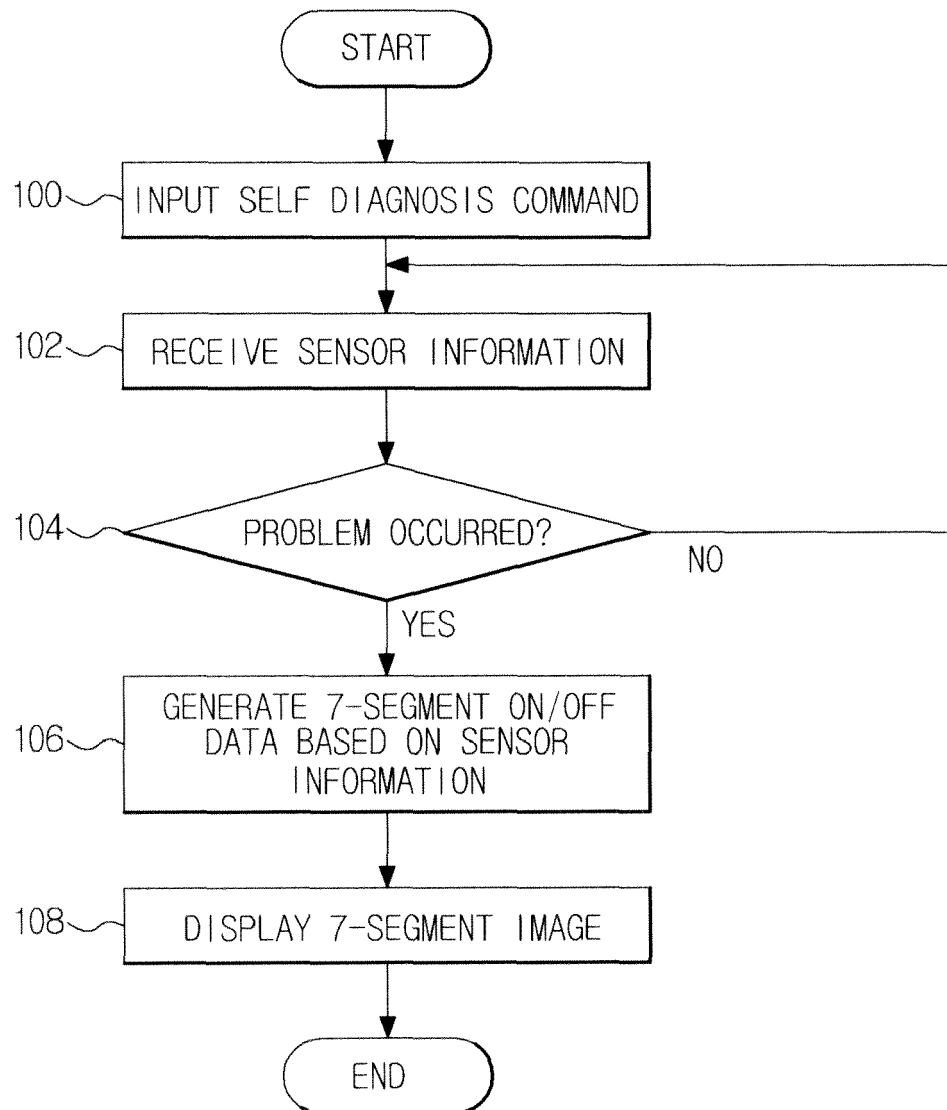 START
100
INPUT SELF DIAGNOSIS COMMAND
102
RECEIVE SENSOR INFORMATION
104
PROBLEM OCCURRED?
NO
YES
106
GENERATE 7-SEGMENT ON/OFF
DATA BASED ON SENSOR
INFORMATION
108
DISPLAY 7-SEGMENT IMAGE
END